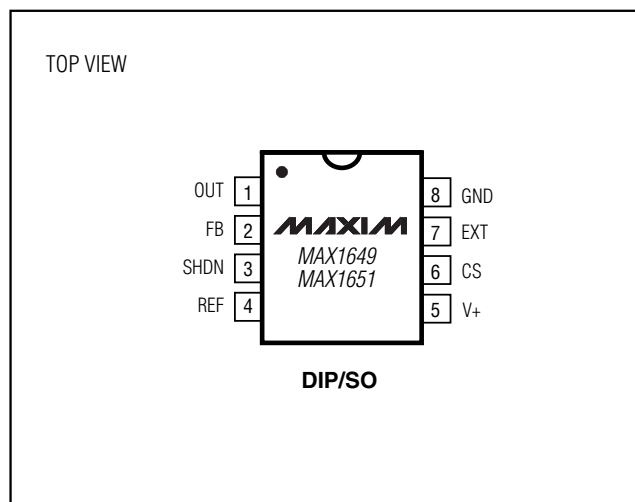 TOP VIEW
OUT 1
FB 2
SHDN 3
REF 4
MAXIM
MAX1649
MAX1651
8 GND
7 EXT
6 CS
5 V+
DIP/SO